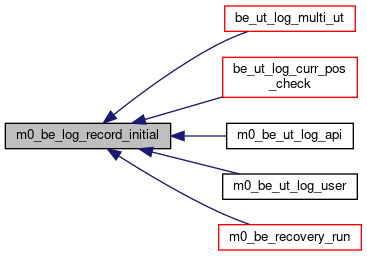 be_ut_log_multi_ut
be_ut_log_curr_pos
_check
m0_be_log_record_initial
m0_be_ut_log_api
m0_be_ut_log_user
m0_be_recovery_run